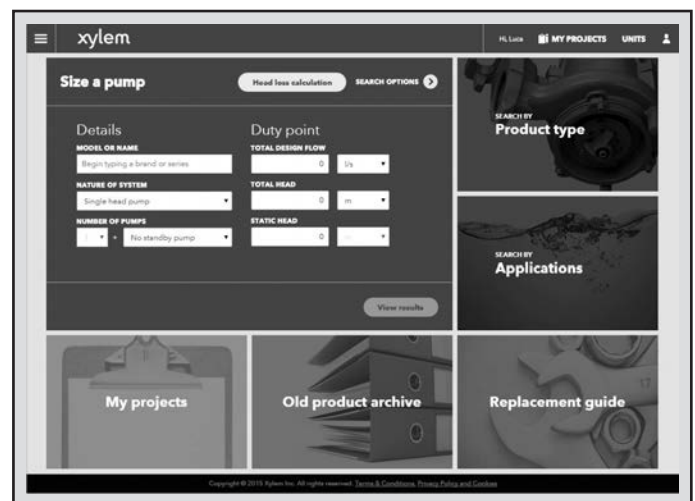 xylem
Hi, Luca MY PROJECTS UNITS
Size a pump
Head loss calculation
SEARCH OPTIONS
Details
MODEL OR NAME
Begin typing a brand or series
NATURE OF SYSTEM
Single head pump
NUMBER OF PUMPS
+ No standby pump
Duty point
TOTAL DESIGN FLOW
0 l/s
TOTAL HEAD
0 m
STATIC HEAD
0
View results
SEARCH BY
Product type
SEARCH BY
Applications
My projects
Old product archive
Replacement guide
17
Copyright © 2015 Xylem Inc. All rights reserved. Terms & Conditions, Privacy Policy and Cookies